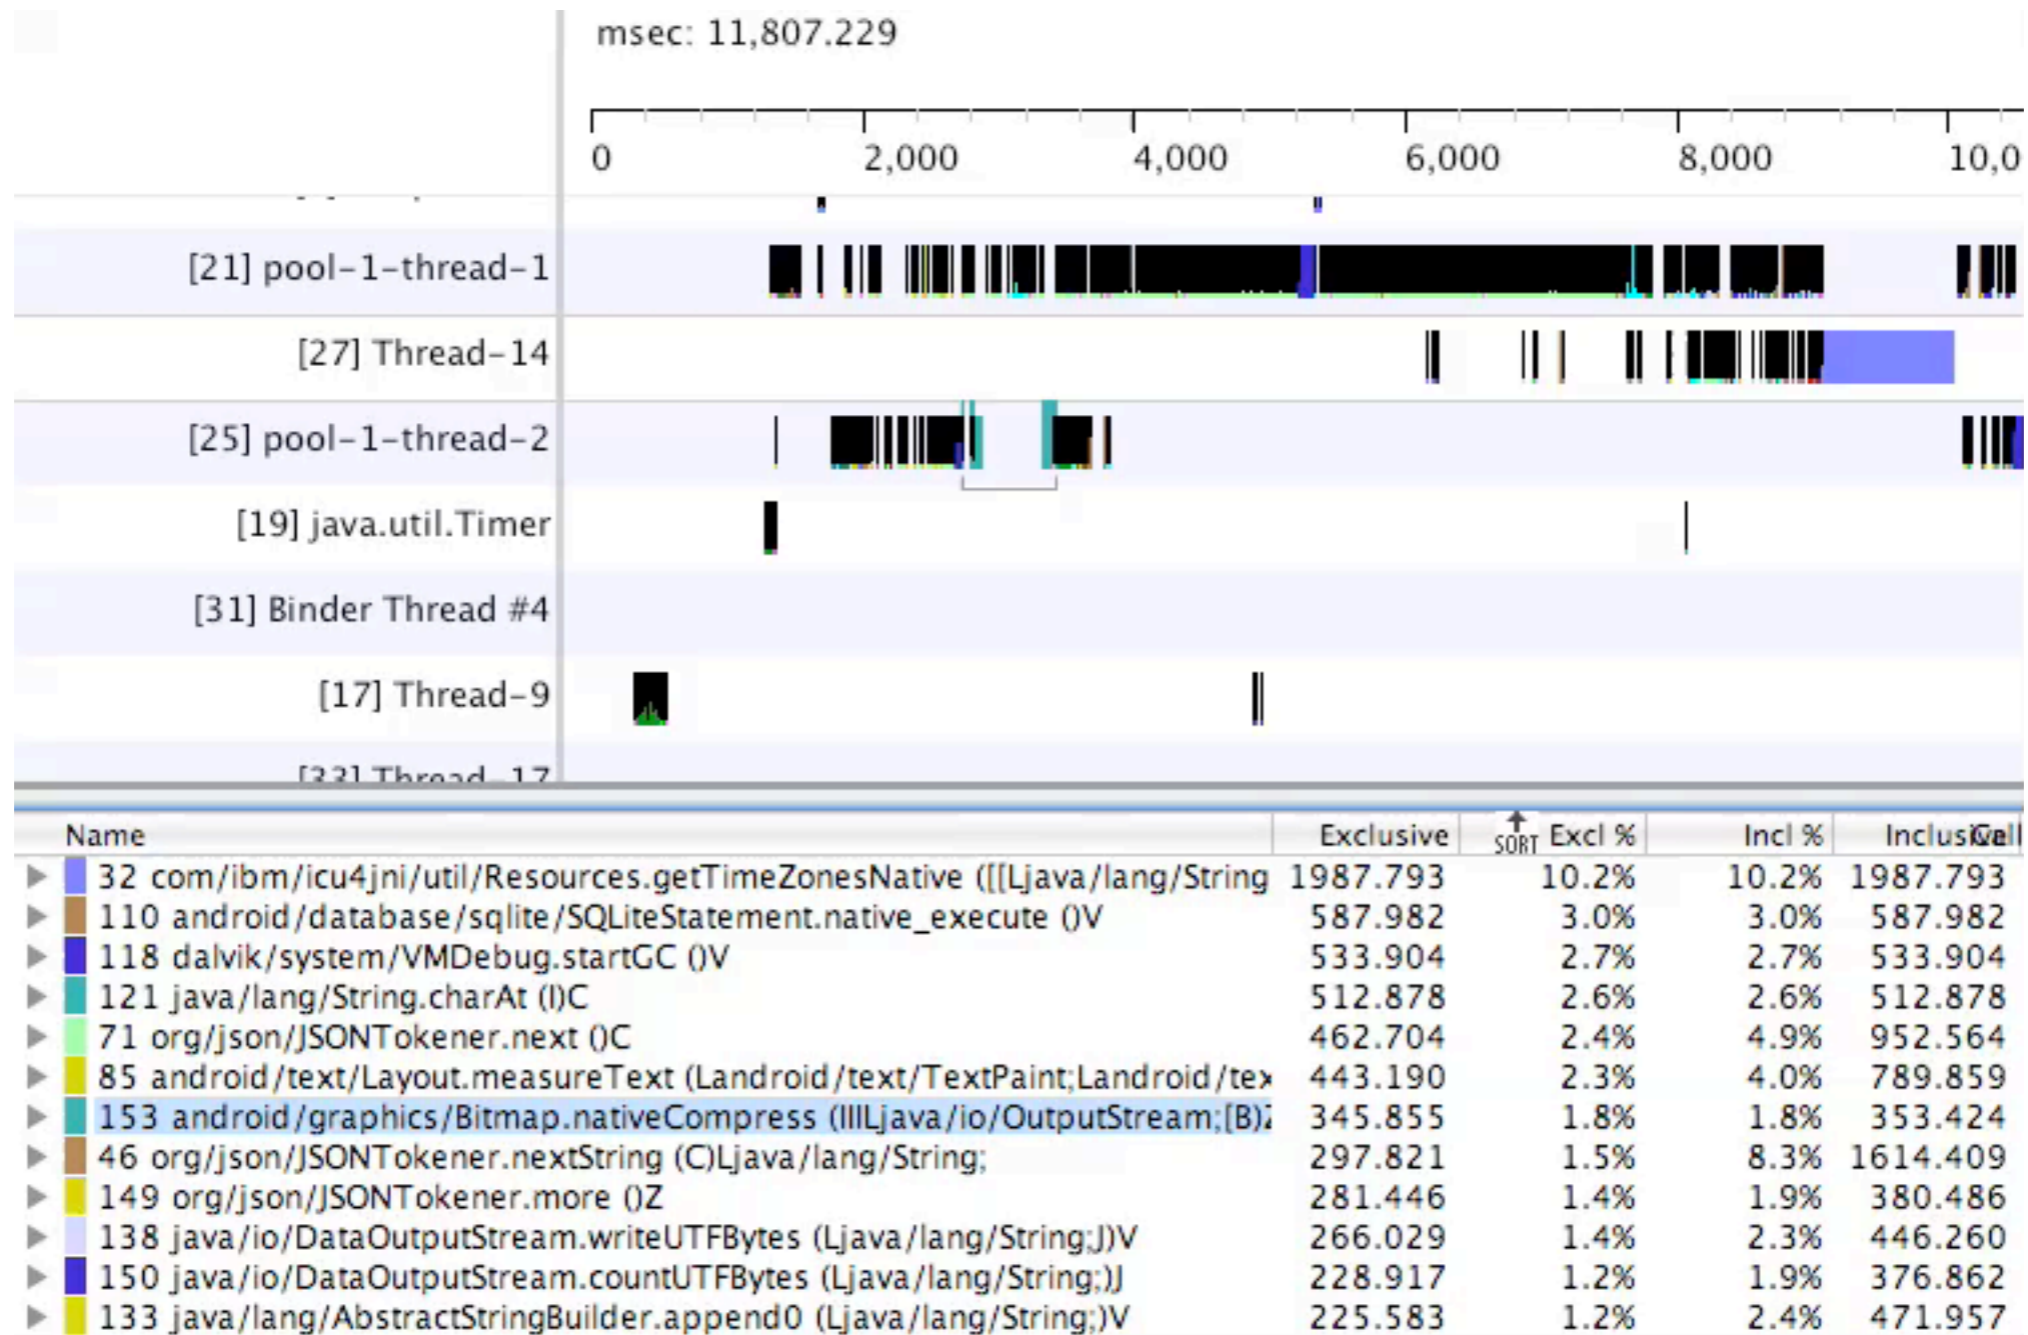 msec: 11,807.229
0 2,000 4,000 6,000 8,000 10,0
[21] pool-1-thread-1
[27] Thread-14
[25] pool-1-thread-2
[19] java.util.Timer
[31] Binder Thread #4
[17] Thread-9
[33] Thread-17
Name Exclusive SORT Excl % Incl % Inclusive Call
32 com/ibm/icu4jni/util/Resources.getTimeZonesNative ([[Ljava/lang/String 1987.793 10.2% 10.2% 1987.793
110 android/database/sqlite/SQLiteStatement.native_execute ()V 587.982 3.0% 3.0% 587.982
118 dalvik/system/VMDebug.startGC ()V 533.904 2.7% 2.7% 533.904
121 java/lang/String.charAt (I)C 512.878 2.6% 2.6% 512.878
71 org/json/JSONTokener.next ()C 462.704 2.4% 4.9% 952.564
85 android/text/Layout.measureText (Landroid/text/TextPaint;Landroid/tex 443.190 2.3% 4.0% 789.859
153 android/graphics/Bitmap.nativeCompress (IIILjava/io/OutputStream;[B)Z 345.855 1.8% 1.8% 353.424
46 org/json/JSONTokener.nextString (C)Ljava/lang/String; 297.821 1.5% 8.3% 1614.409
149 org/json/JSONTokener.more ()Z 281.446 1.4% 1.9% 380.486
138 java/io/DataOutputStream.writeUTFBytes (Ljava/lang/String;J)V 266.029 1.4% 2.3% 446.260
150 java/io/DataOutputStream.countUTFBytes (Ljava/lang/String;)J 228.917 1.2% 1.9% 376.862
133 java/lang/AbstractStringBuilder.append0 (Ljava/lang/String;)V 225.583 1.2% 2.4% 471.957